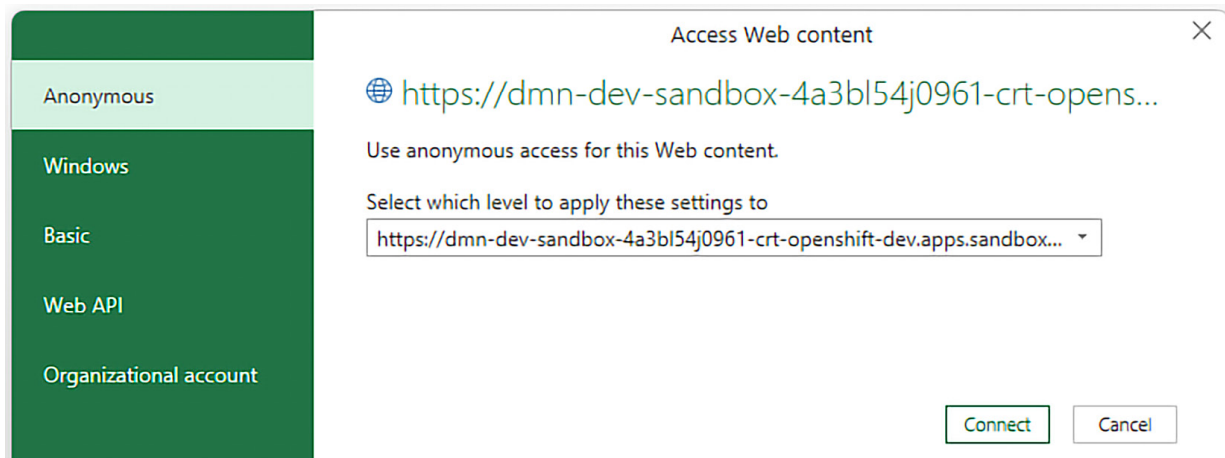 Access Web content
Anonymous
https://dmn-dev-sandbox-4a3bl54j0961-crt-opens...
Use anonymous access for this Web content.
Windows
Select which level to apply these settings to
Basic
https://dmn-dev-sandbox-4a3bl54j0961-crt-openshift-dev.apps.sandbox...
Web API
Organizational account
Connect
Cancel